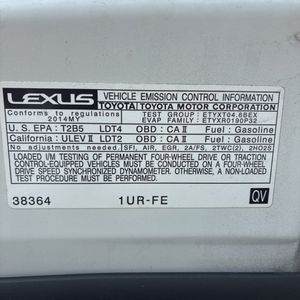 LEXUS VEHICLE EMISSION CONTROL INFORMATION
TOYOTA TOYOTA MOTOR CORPORATION
Conforms to regulations TEST GROUP: ETYXT04.6BEX
2014MY EVAP FAMILY: ETYXR0190P32
U. S. EPA : T2B5 LDT4 OBD : CA II Fuel : Gasoline
California : ULEV II LDT2 OBD : CA II Fuel : Gasoline
No adjustments needed. SFI, AIR, EGR, 2A/FS, 2TWC(2), 2HO2S
LOADED I/M TESTING OF PERMANENT FOUR-WHEEL DRIVE OR TRACTION
CONTROL-EQUIPPED VEHICLES MUST BE CONDUCTED ON A FOUR-WHEEL
DRIVE SPEED SYNCHRONIZED DYNAMOMETER. OTHERWISE, A NON-LOADED
TEST PROCEDURE MUST BE CONDUCTED.
38364 1UR-FE QV